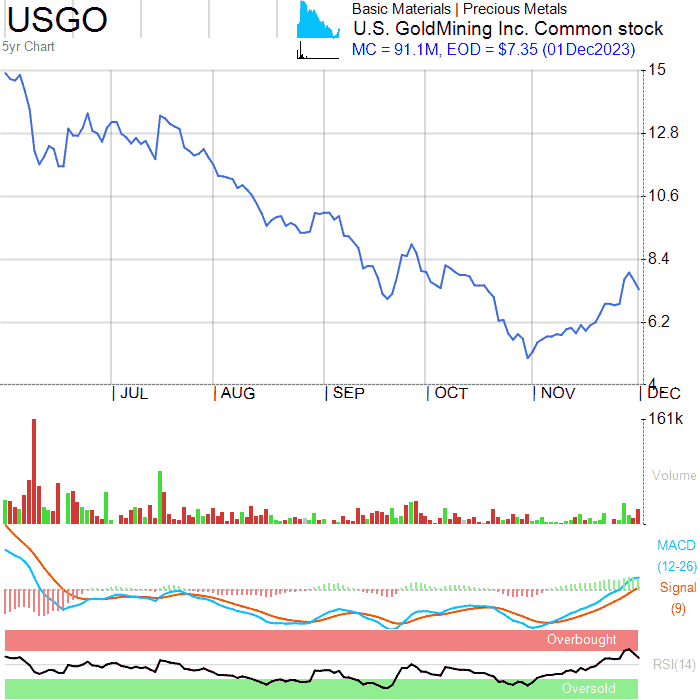 USGO
Basic Materials | Precious Metals
U.S. GoldMining Inc. Common stock
5yr Chart
MC = 91.1M, EOD = $7.35 (01Dec2023)
15
12.8
10.6
8.4
6.2
4
JUL
AUG
SEP
OCT
NOV
DEC
161k
Volume
MACD
(12-26)
Signal
(9)
Overbought
RSI(14)
Oversold